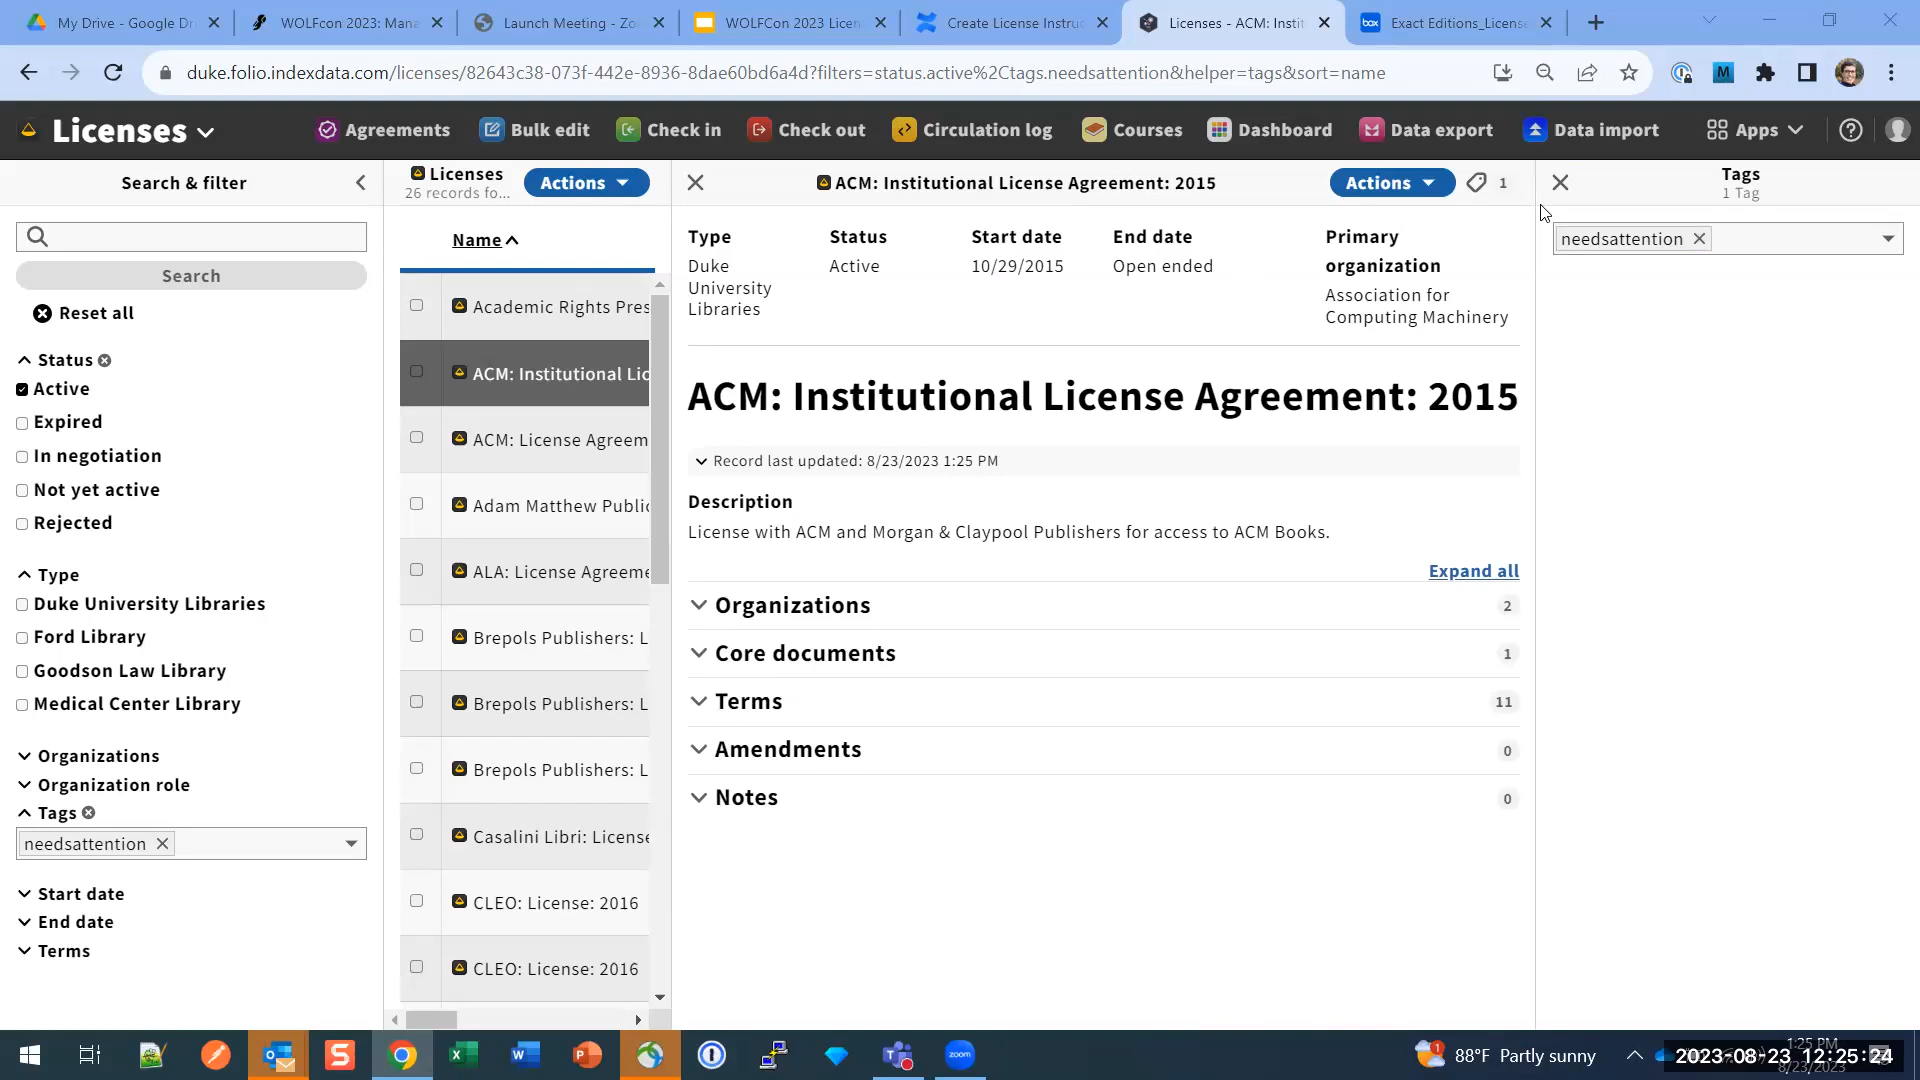 My Drive - Google Dr
WOLFcon 2023: Mana
Launch Meeting - Zo
WOLFCon 2023 Licen
Create License Instruc
Licenses - ACM: Instit
Exact Editions_License
duke.folio.indexdata.com/licenses/82643c38-073f-442e-8936-8dae60bd6a4d?filters=status.active%2Ctags.needsattention&helper=tags&sort=name
M
Licenses
Agreements
Bulk edit
Check in
Check out
Circulation log
Courses
Dashboard
Data export
Data import
Apps
Search & filter
Search
Reset all
Status
Active
Expired
In negotiation
Not yet active
Rejected
Type
Duke University Libraries
Ford Library
Goodson Law Library
Medical Center Library
Organizations
Organization role
Tags
needsattention
Start date
End date
Terms
Licenses
26 records fo...
Actions
Name
Academic Rights Pres
ACM: Institutional Lic
ACM: License Agreem
Adam Matthew Public
ALA: License Agreeme
Brepols Publishers: L
Brepols Publishers: L
Brepols Publishers: L
Casalini Libri: License
CLEO: License: 2016
CLEO: License: 2016
ACM: Institutional License Agreement: 2015
Actions
1
Type
Duke
University
Libraries
Status
Active
Start date
10/29/2015
End date
Open ended
Primary
organization
Association for
Computing Machinery
ACM: Institutional License Agreement: 2015
Record last updated: 8/23/2023 1:25 PM
Description
License with ACM and Morgan & Claypool Publishers for access to ACM Books.
Expand all
Organizations 2
Core documents 1
Terms 11
Amendments 0
Notes 0
Tags
1 Tag
needsattention
88°F Partly sunny
1:25 PM
2023-08-23 12:25:24
8/23/2023